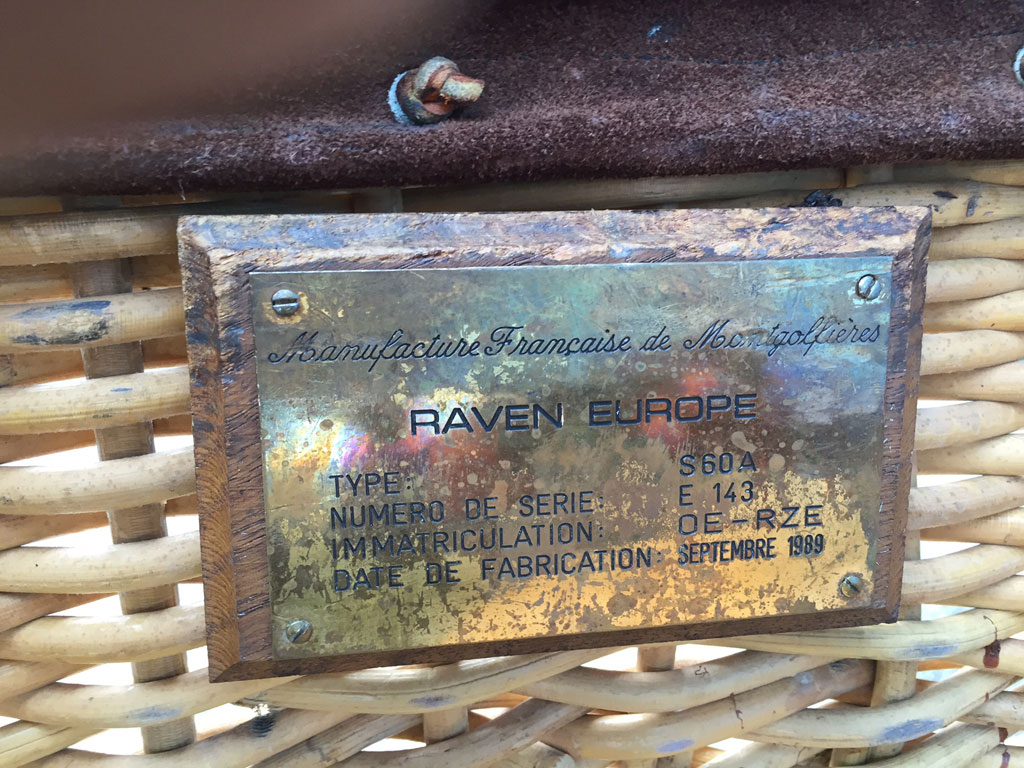 Manufacture Française de Montgolfières
RAVEN EUROPE
TYPE: S60A
NUMERO DE SERIE: E 143
IMMATRICULATION: OE-RZE
DATE DE FABRICATION: SEPTEMBRE 1989